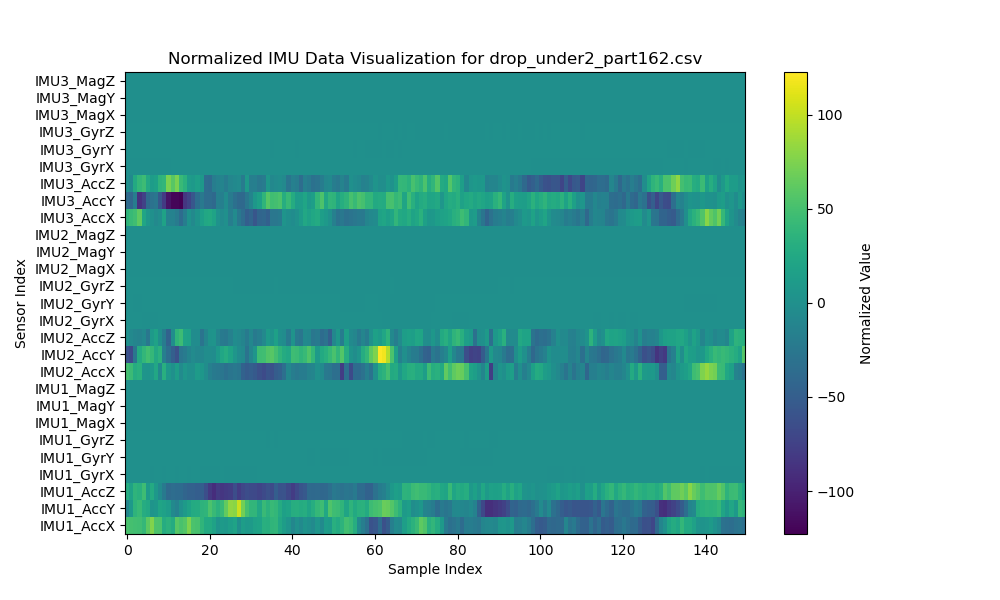 Normalized IMU Data Visualization for drop_under2_part162.csv
IMU3_MagZ
IMU3_MagY
IMU3_MagX
IMU3_GyrZ
IMU3_GyrY
IMU3_GyrX
IMU3_AccZ
IMU3_AccY
IMU3_AccX
IMU2_MagZ
IMU2_MagY
IMU2_MagX
IMU2_GyrZ
IMU2_GyrY
IMU2_GyrX
IMU2_AccZ
IMU2_AccY
IMU2_AccX
IMU1_MagZ
IMU1_MagY
IMU1_MagX
IMU1_GyrZ
IMU1_GyrY
IMU1_GyrX
IMU1_AccZ
IMU1_AccY
IMU1_AccX
Sensor Index
0 20 40 60 80 100 120 140
Sample Index
100
50
0
−50
−100
Normalized Value